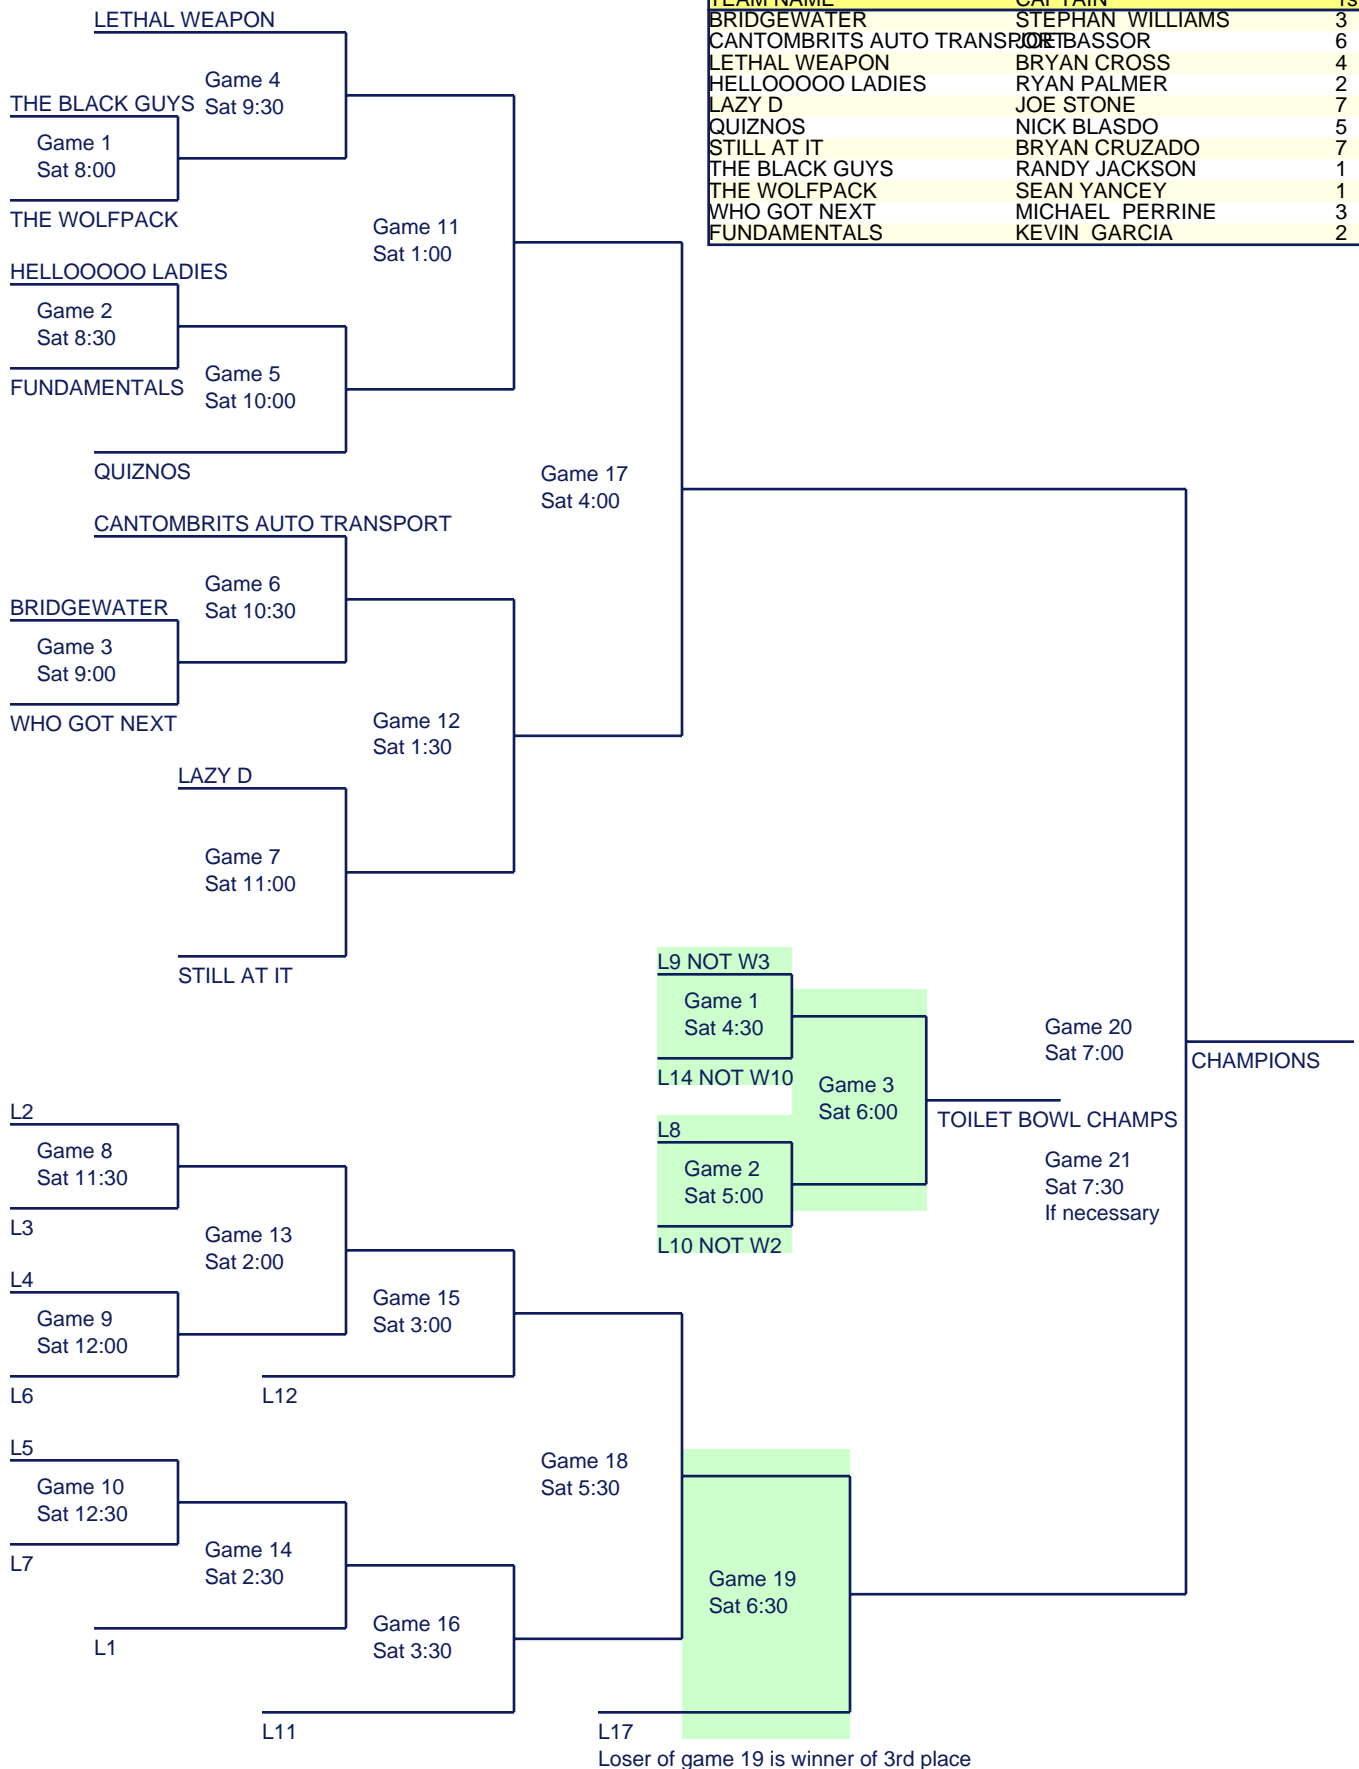 TEAM NAME CAPTAIN 1s
BRIDGEWATER STEPHAN WILLIAMS 3
CANTOMBRITS AUTO TRANSPORT JOE BASSOR 6
LETHAL WEAPON BRYAN CROSS 4
HELLOOOOO LADIES RYAN PALMER 2
LAZY D JOE STONE 7
QUIZNOS NICK BLASDO 5
STILL AT IT BRYAN CRUZADO 7
THE BLACK GUYS RANDY JACKSON 1
THE WOLFPACK SEAN YANCEY 1
WHO GOT NEXT MICHAEL PERRINE 3
FUNDAMENTALS KEVIN GARCIA 2
LETHAL WEAPON
Game 4
Sat 9:30
THE BLACK GUYS
Game 1
Sat 8:00
THE WOLFPACK
Game 11
Sat 1:00
HELLOOOOO LADIES
Game 2
Sat 8:30
FUNDAMENTALS
Game 5
Sat 10:00
QUIZNOS
Game 17
Sat 4:00
CANTOMBRITS AUTO TRANSPORT
Game 6
Sat 10:30
BRIDGEWATER
Game 3
Sat 9:00
WHO GOT NEXT
Game 12
Sat 1:30
LAZY D
Game 7
Sat 11:00
STILL AT IT
L9 NOT W3
Game 1
Sat 4:30
L14 NOT W10
Game 3
Sat 6:00
L8
Game 2
Sat 5:00
L10 NOT W2
TOILET BOWL CHAMPS
Game 20
Sat 7:00
CHAMPIONS
Game 21
Sat 7:30
If necessary
L2
Game 8
Sat 11:30
L3
Game 13
Sat 2:00
L4
Game 9
Sat 12:00
L6
Game 15
Sat 3:00
L12
L5
Game 10
Sat 12:30
L7
Game 14
Sat 2:30
L1
Game 16
Sat 3:30
L11
Game 18
Sat 5:30
Game 19
Sat 6:30
L17
Loser of game 19 is winner of 3rd place